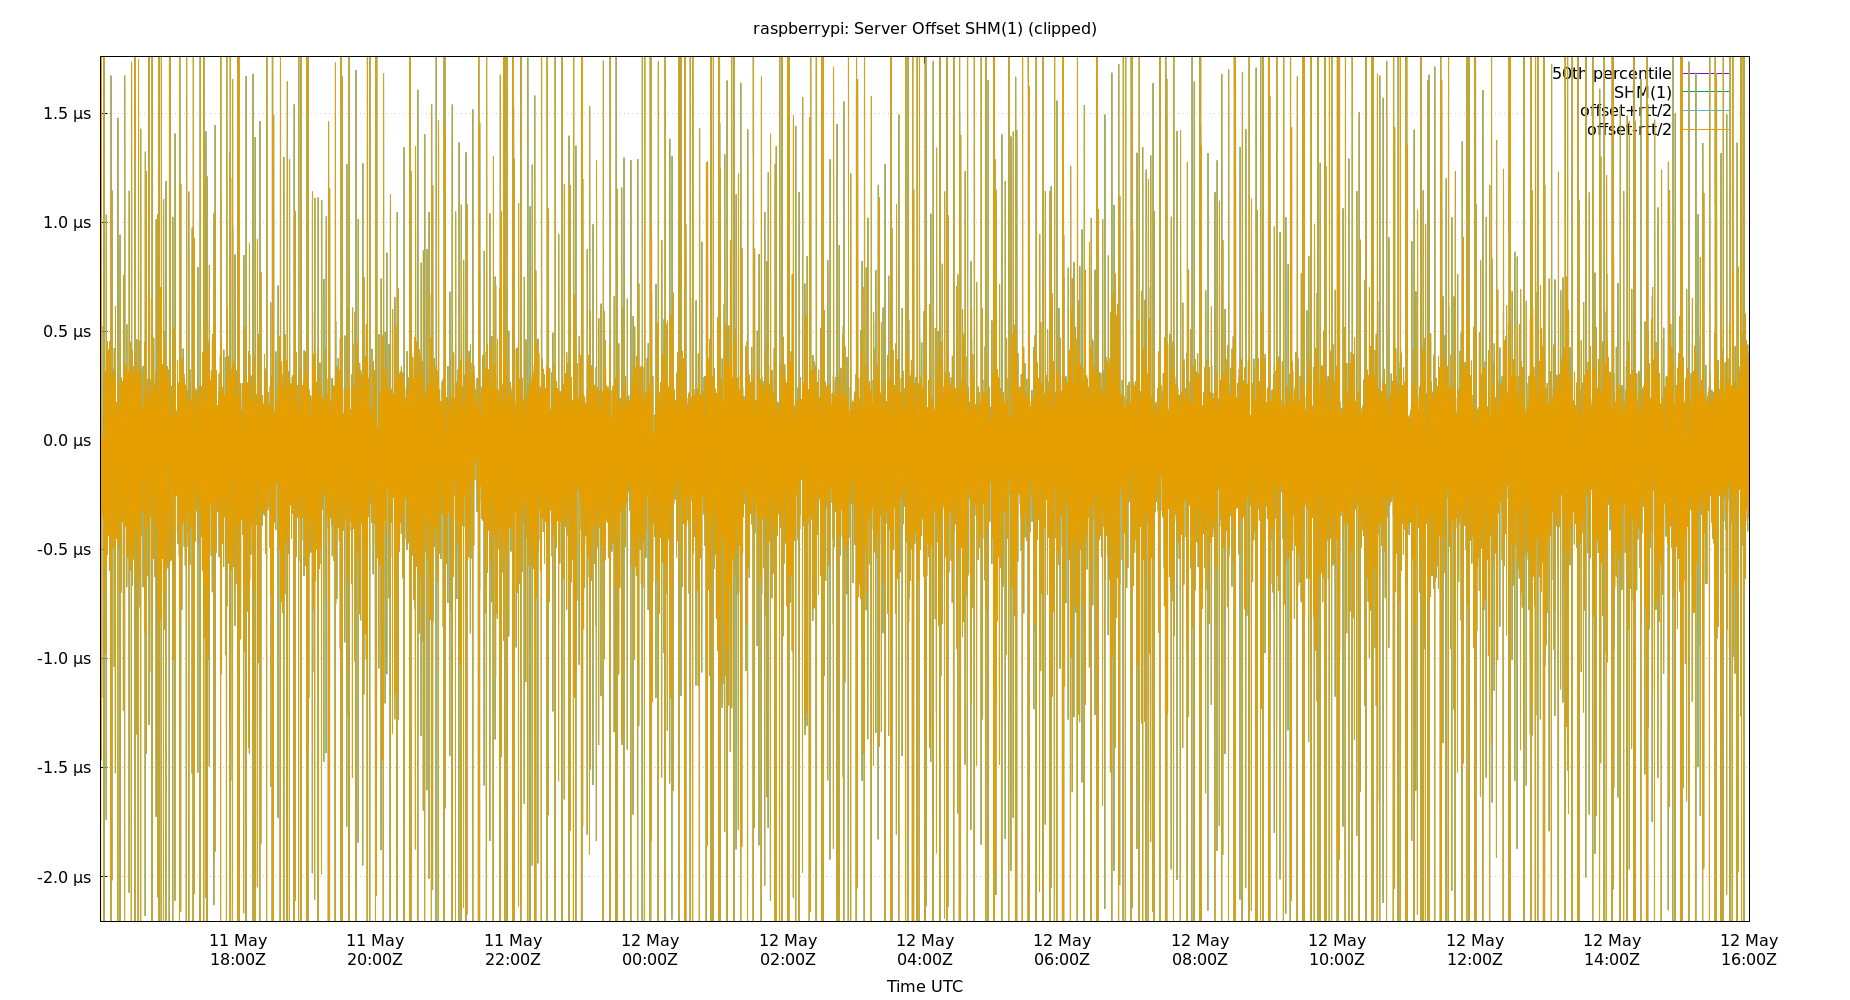 raspberrypi: Server Offset SHM(1) (clipped)
50th percentile
SHM(1)
offset+rtt/2
offset-rtt/2
1.5 µs
1.0 µs
0.5 µs
0.0 µs
-0.5 µs
-1.0 µs
-1.5 µs
-2.0 µs
11 May 11 May 11 May 12 May 12 May 12 May 12 May 12 May 12 May 12 May 12 May 12 May
18:00Z 20:00Z 22:00Z 00:00Z 02:00Z 04:00Z 06:00Z 08:00Z 10:00Z 12:00Z 14:00Z 16:00Z
Time UTC